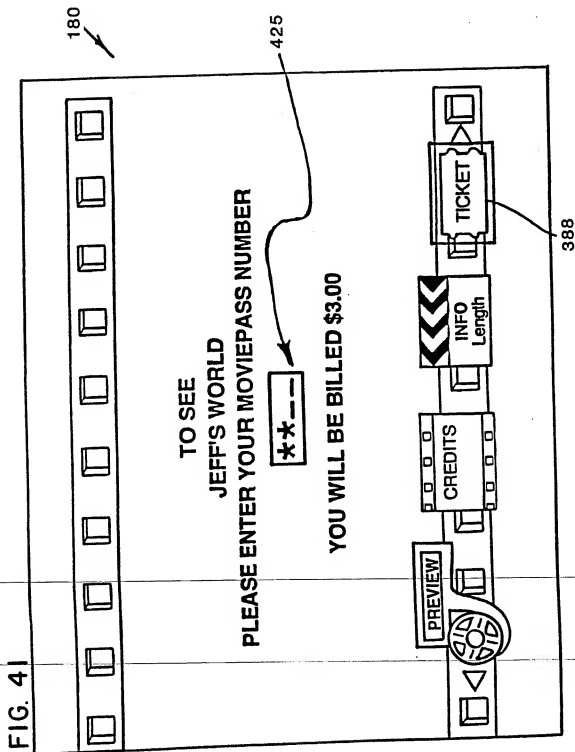 FIG. 41
180
TO SEE
JEFF'S WORLD
PLEASE ENTER YOUR MOVIEPASS NUMBER
**__
425
YOU WILL BE BILLED $3.00
PREVIEW
CREDITS
INFO
Length
TICKET
388